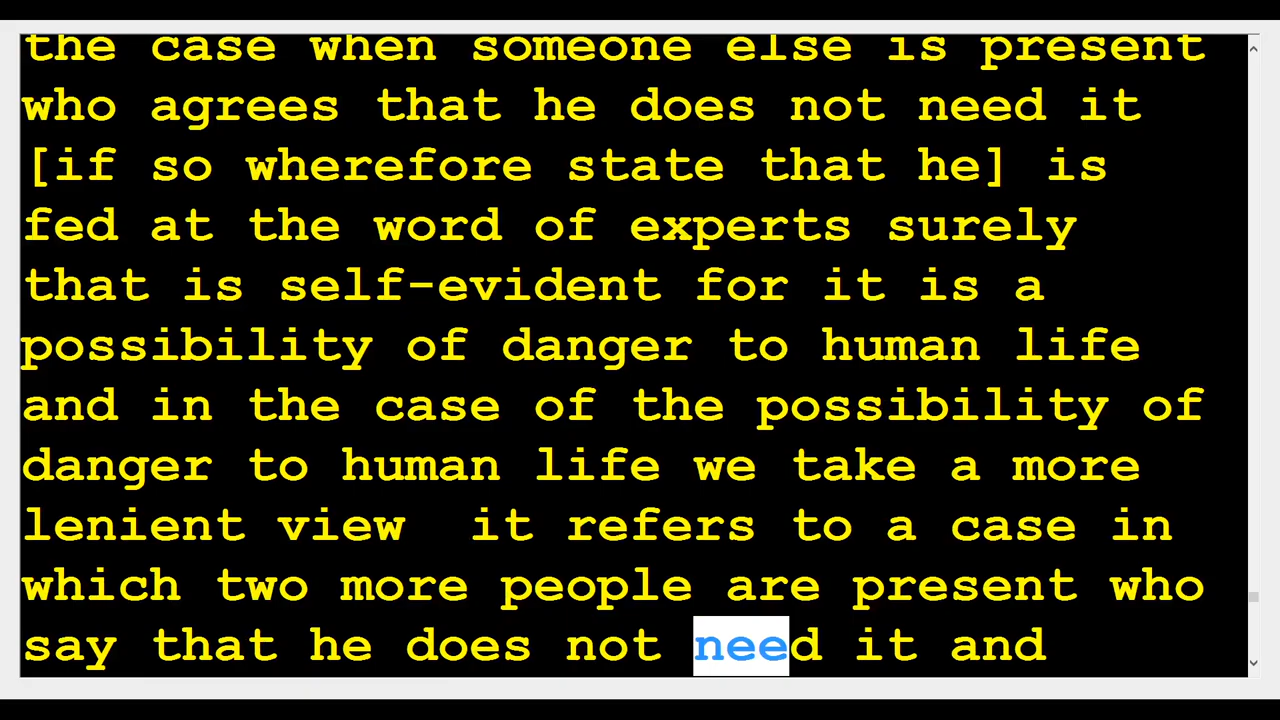 the case when someone else is present
who agrees that he does not need it
[if so wherefore state that he] is
fed at the word of experts surely
that is self-evident for it is a
possibility of danger to human life
and in the case of the possibility of
danger to human life we take a more
lenient view  it refers to a case in
which two more people are present who
say that he does not need it and